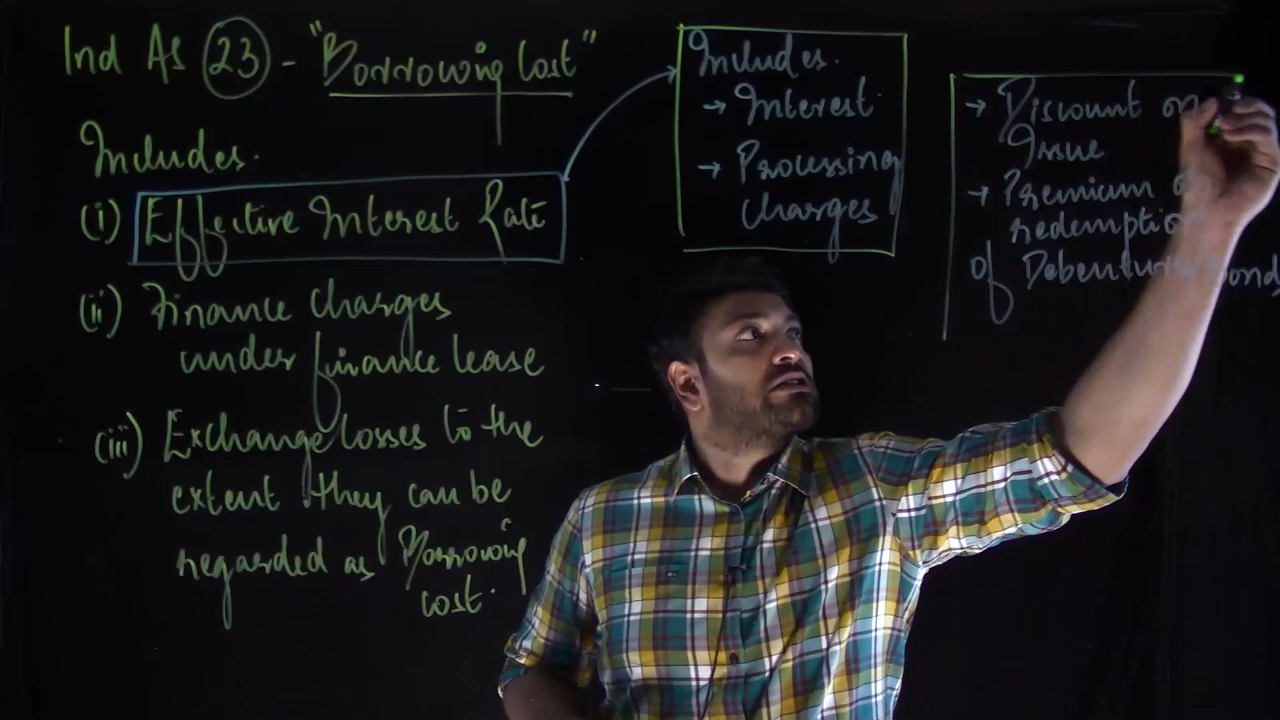 Ind As 23 - "Borrowing Cost"
Includes.
(i) Effective Interest Rate
(ii) Finance charges
under finance lease
(iii) Exchange losses to the
extent they can be
regarded as Borrowing
cost.
Includes.
→ Interest
→ Processing
charges
→ Discount on
Issue
→ Premium on
redemption
of Debenture